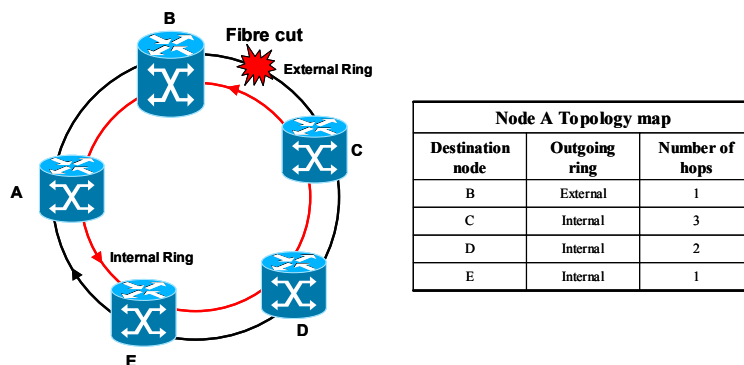 B
Fibre cut
External Ring
C
A
Internal Ring
D
E
Node A Topology map
Destination node Outgoing ring Number of hops
B External 1
C Internal 3
D Internal 2
E Internal 1